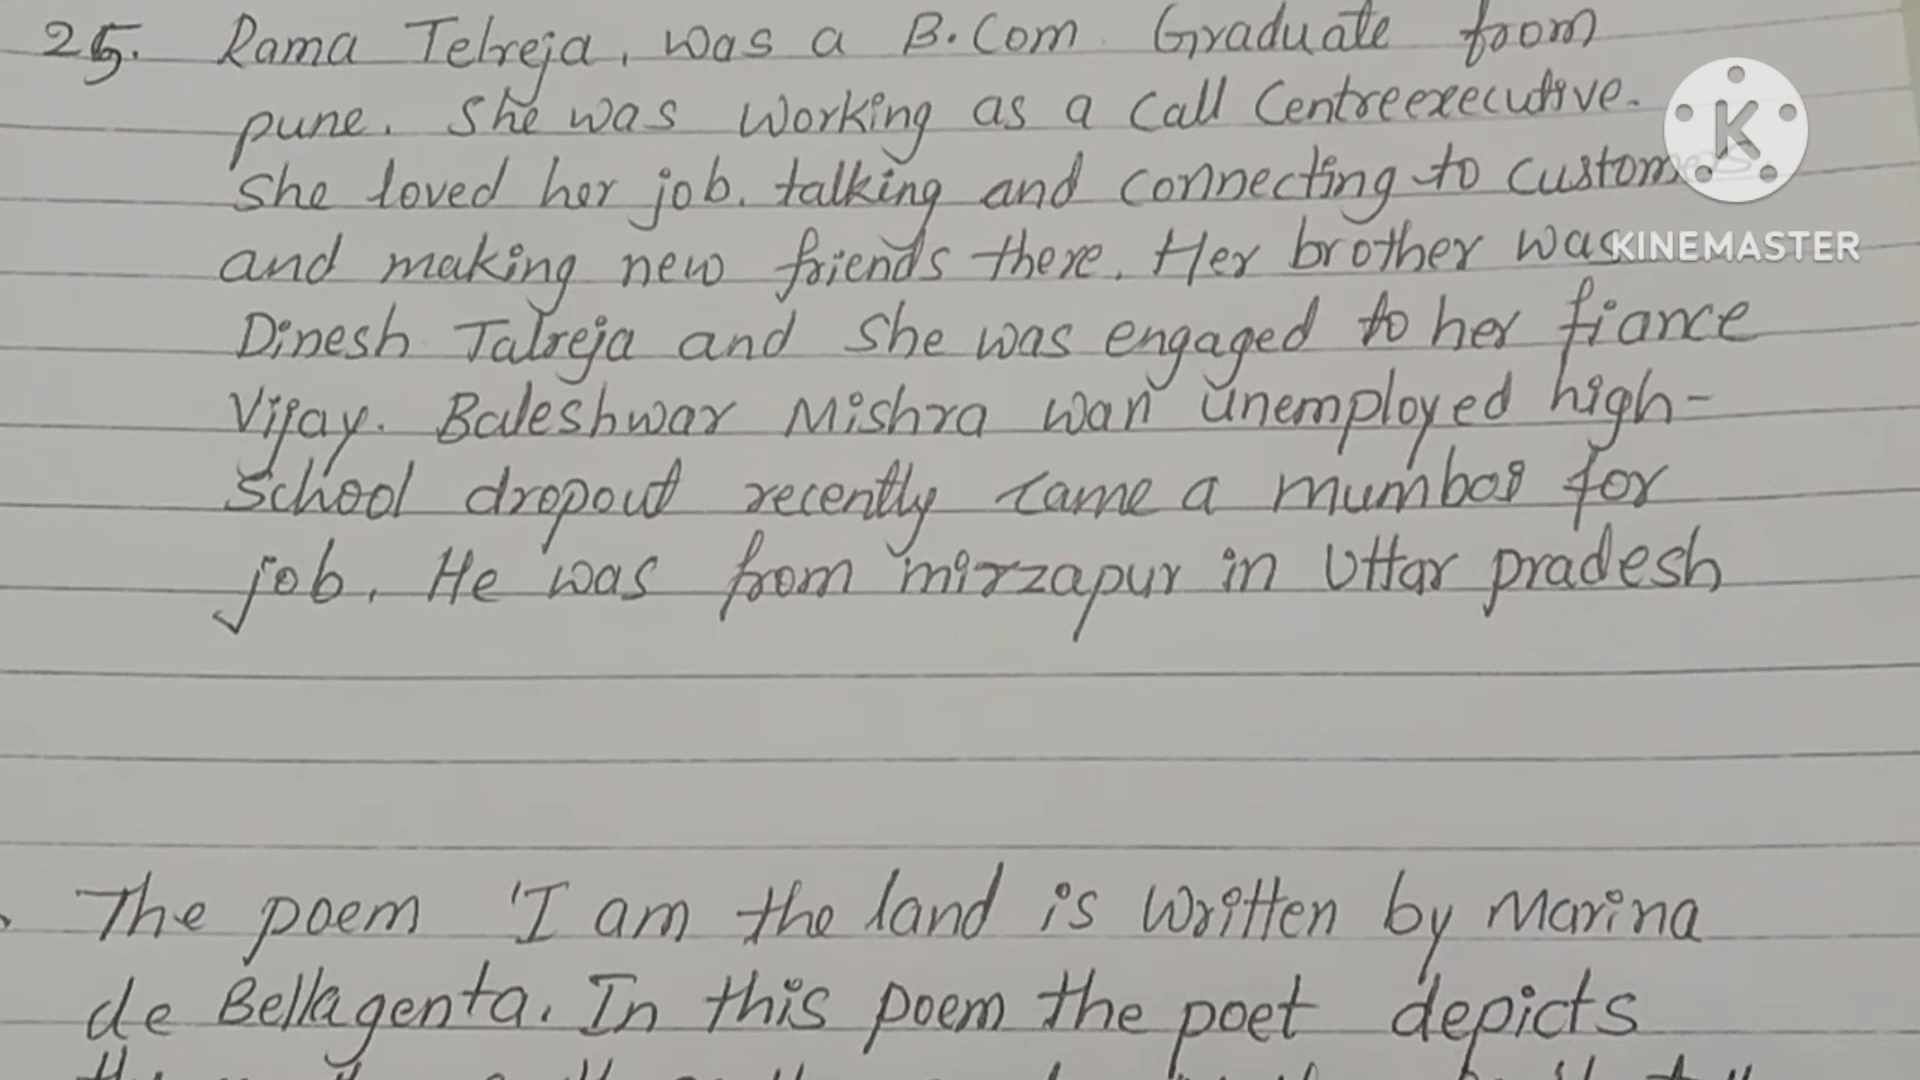 25. Rama Telreja, was a B.Com Graduate from
pune. She was working as a call Centreexecutive.
She loved her job. talking and connecting to customers
and making new friends there. Her brother was
KINEMASTER
Dinesh Talreja and she was engaged to her fiance
Vijay. Baleshwar Mishra wan unemployed high-
School dropout recently came a mumbai for
job. He was from mirzapur in Uttar pradesh
The poem 'I am the land is written by Marina
de Bellagenta. In this poem the poet depicts